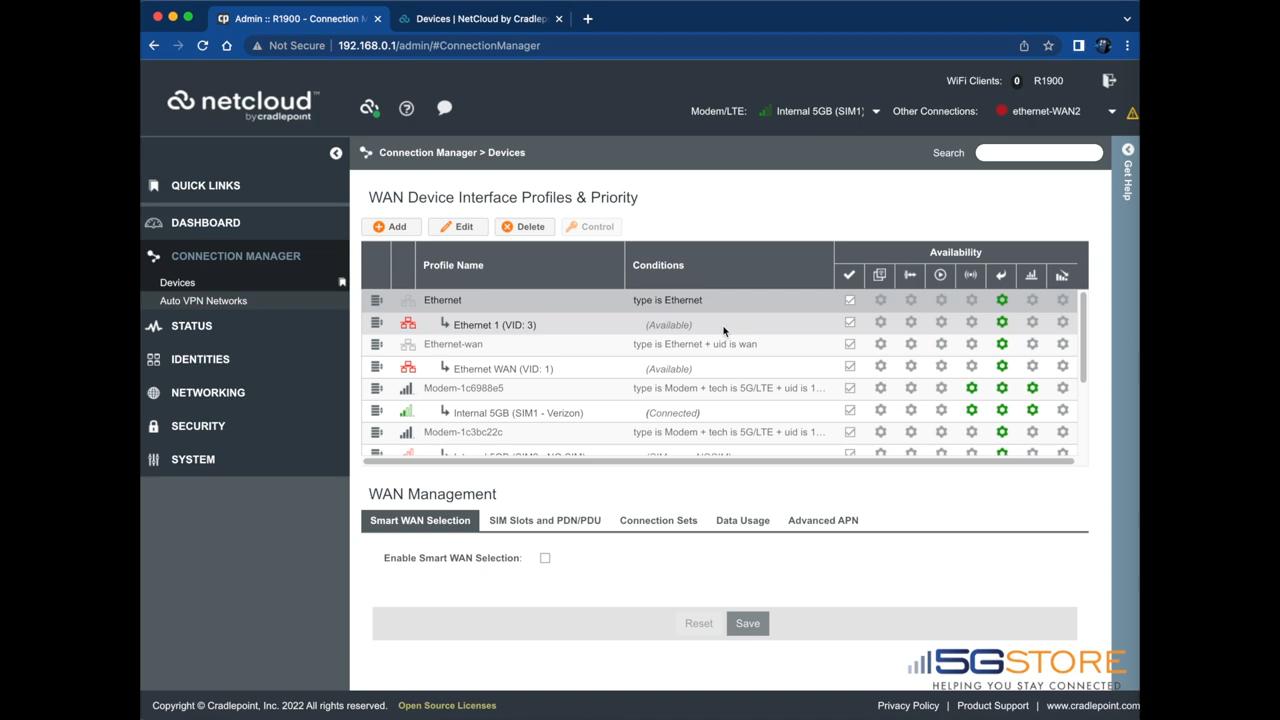 Admin :: R1900 - Connection M
Devices | NetCloud by Cradlep
Not Secure
192.168.0.1/admin/#ConnectionManager
WiFi Clients: 0 R1900
netcloud™
by cradlepoint
Modem/LTE: Internal 5GB (SIM1) Other Connections: ethernet-WAN2
Connection Manager > Devices
Search
Get Help
QUICK LINKS
DASHBOARD
CONNECTION MANAGER
Devices
Auto VPN Networks
STATUS
IDENTITIES
NETWORKING
SECURITY
SYSTEM
WAN Device Interface Profiles & Priority
Add Edit Delete Control
Availability
Profile Name Conditions
Ethernet type is Ethernet
Ethernet 1 (VID: 3) (Available)
Ethernet-wan type is Ethernet + uid is wan
Ethernet WAN (VID: 1) (Available)
Modem-1c6988e5 type is Modem + tech is 5G/LTE + uid is 1...
Internal 5GB (SIM1 - Verizon) (Connected)
Modem-1c3bc22c type is Modem + tech is 5G/LTE + uid is 1...
WAN Management
Smart WAN Selection SIM Slots and PDN/PDU Connection Sets Data Usage Advanced APN
Enable Smart WAN Selection:
Reset Save
5GSTORE
HELPING YOU STAY CONNECTED
Copyright © Cradlepoint, Inc. 2022 All rights reserved. Open Source Licenses
Privacy Policy | Product Support | www.cradlepoint.com